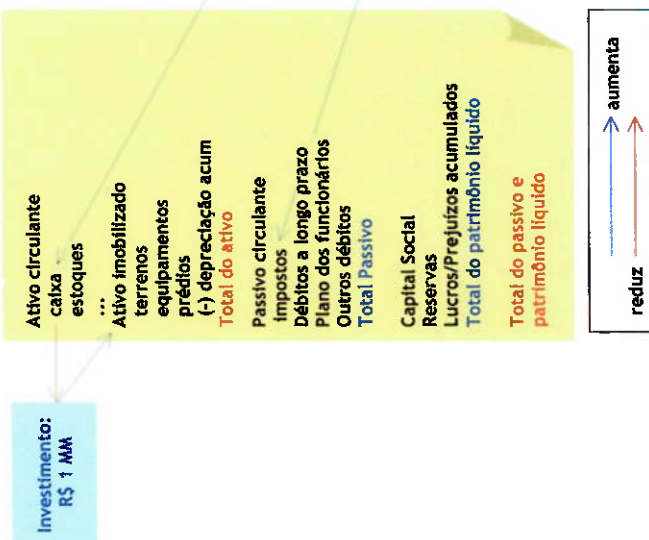 Investimento:
R$ 1 MM
Ativo circulante
caixa
estoques
...
Ativo imobilizado
terrenos
equipamentos
prédios
(-) depreciação acum
Total do ativo
Passivo circulante
impostos
Débitos a longo prazo
Plano dos funcionários
Outros débitos
Total Passivo
Capital Social
Reservas
Lucros/Prejuízos acumulados
Total do patrimônio líquido
Total do passivo e
patrimônio líquido
aumenta
reduz